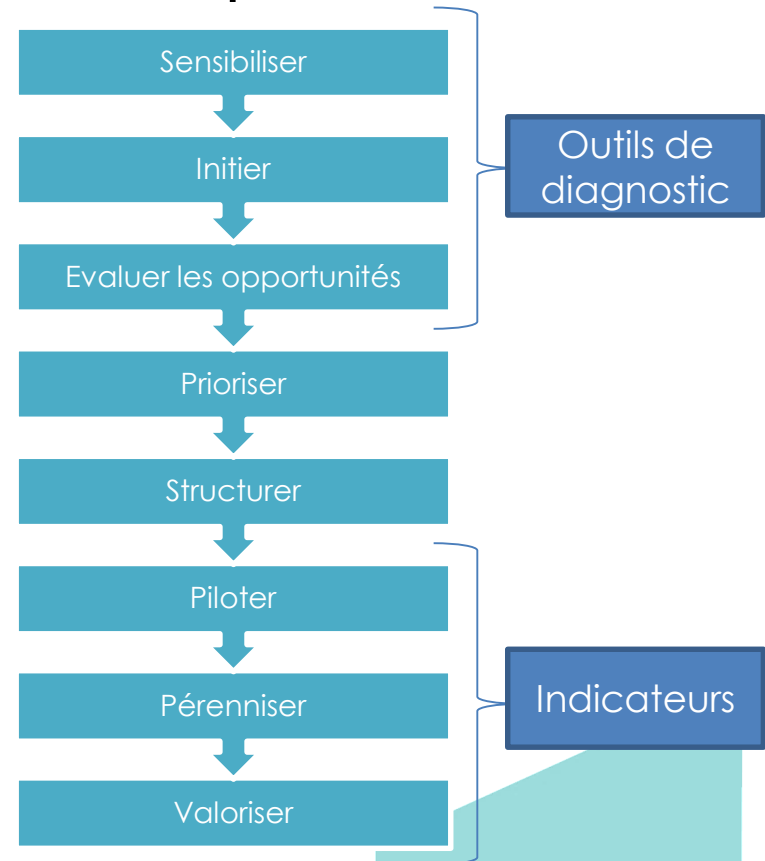 Sensibiliser
Initier
Evaluer les opportunités
Prioriser
Structurer
Piloter
Pérenniser
Valoriser
Outils de
diagnostic
Indicateurs